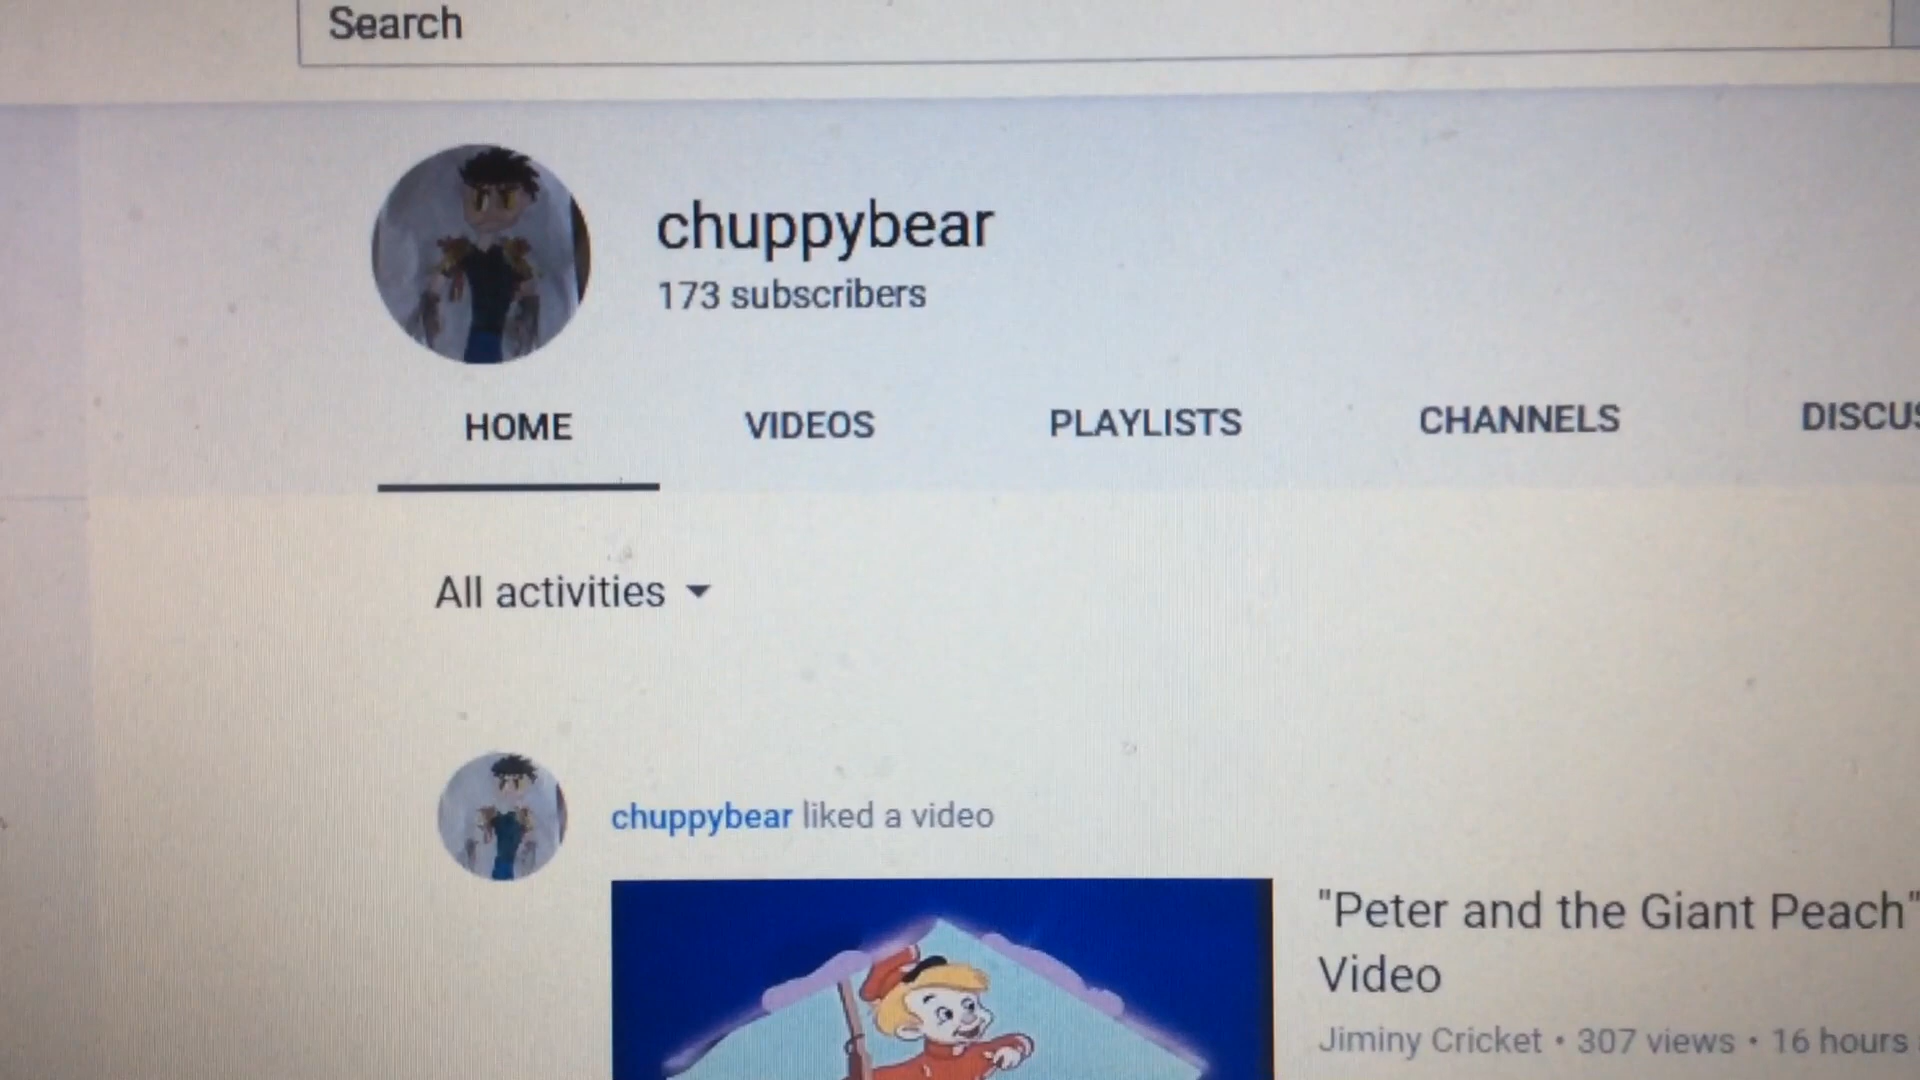 Search
chuppybear
173 subscribers
HOME VIDEOS PLAYLISTS CHANNELS DISCUS
All activities
chuppybear liked a video
"Peter and the Giant Peach"
Video
Jiminy Cricket • 307 views • 16 hours